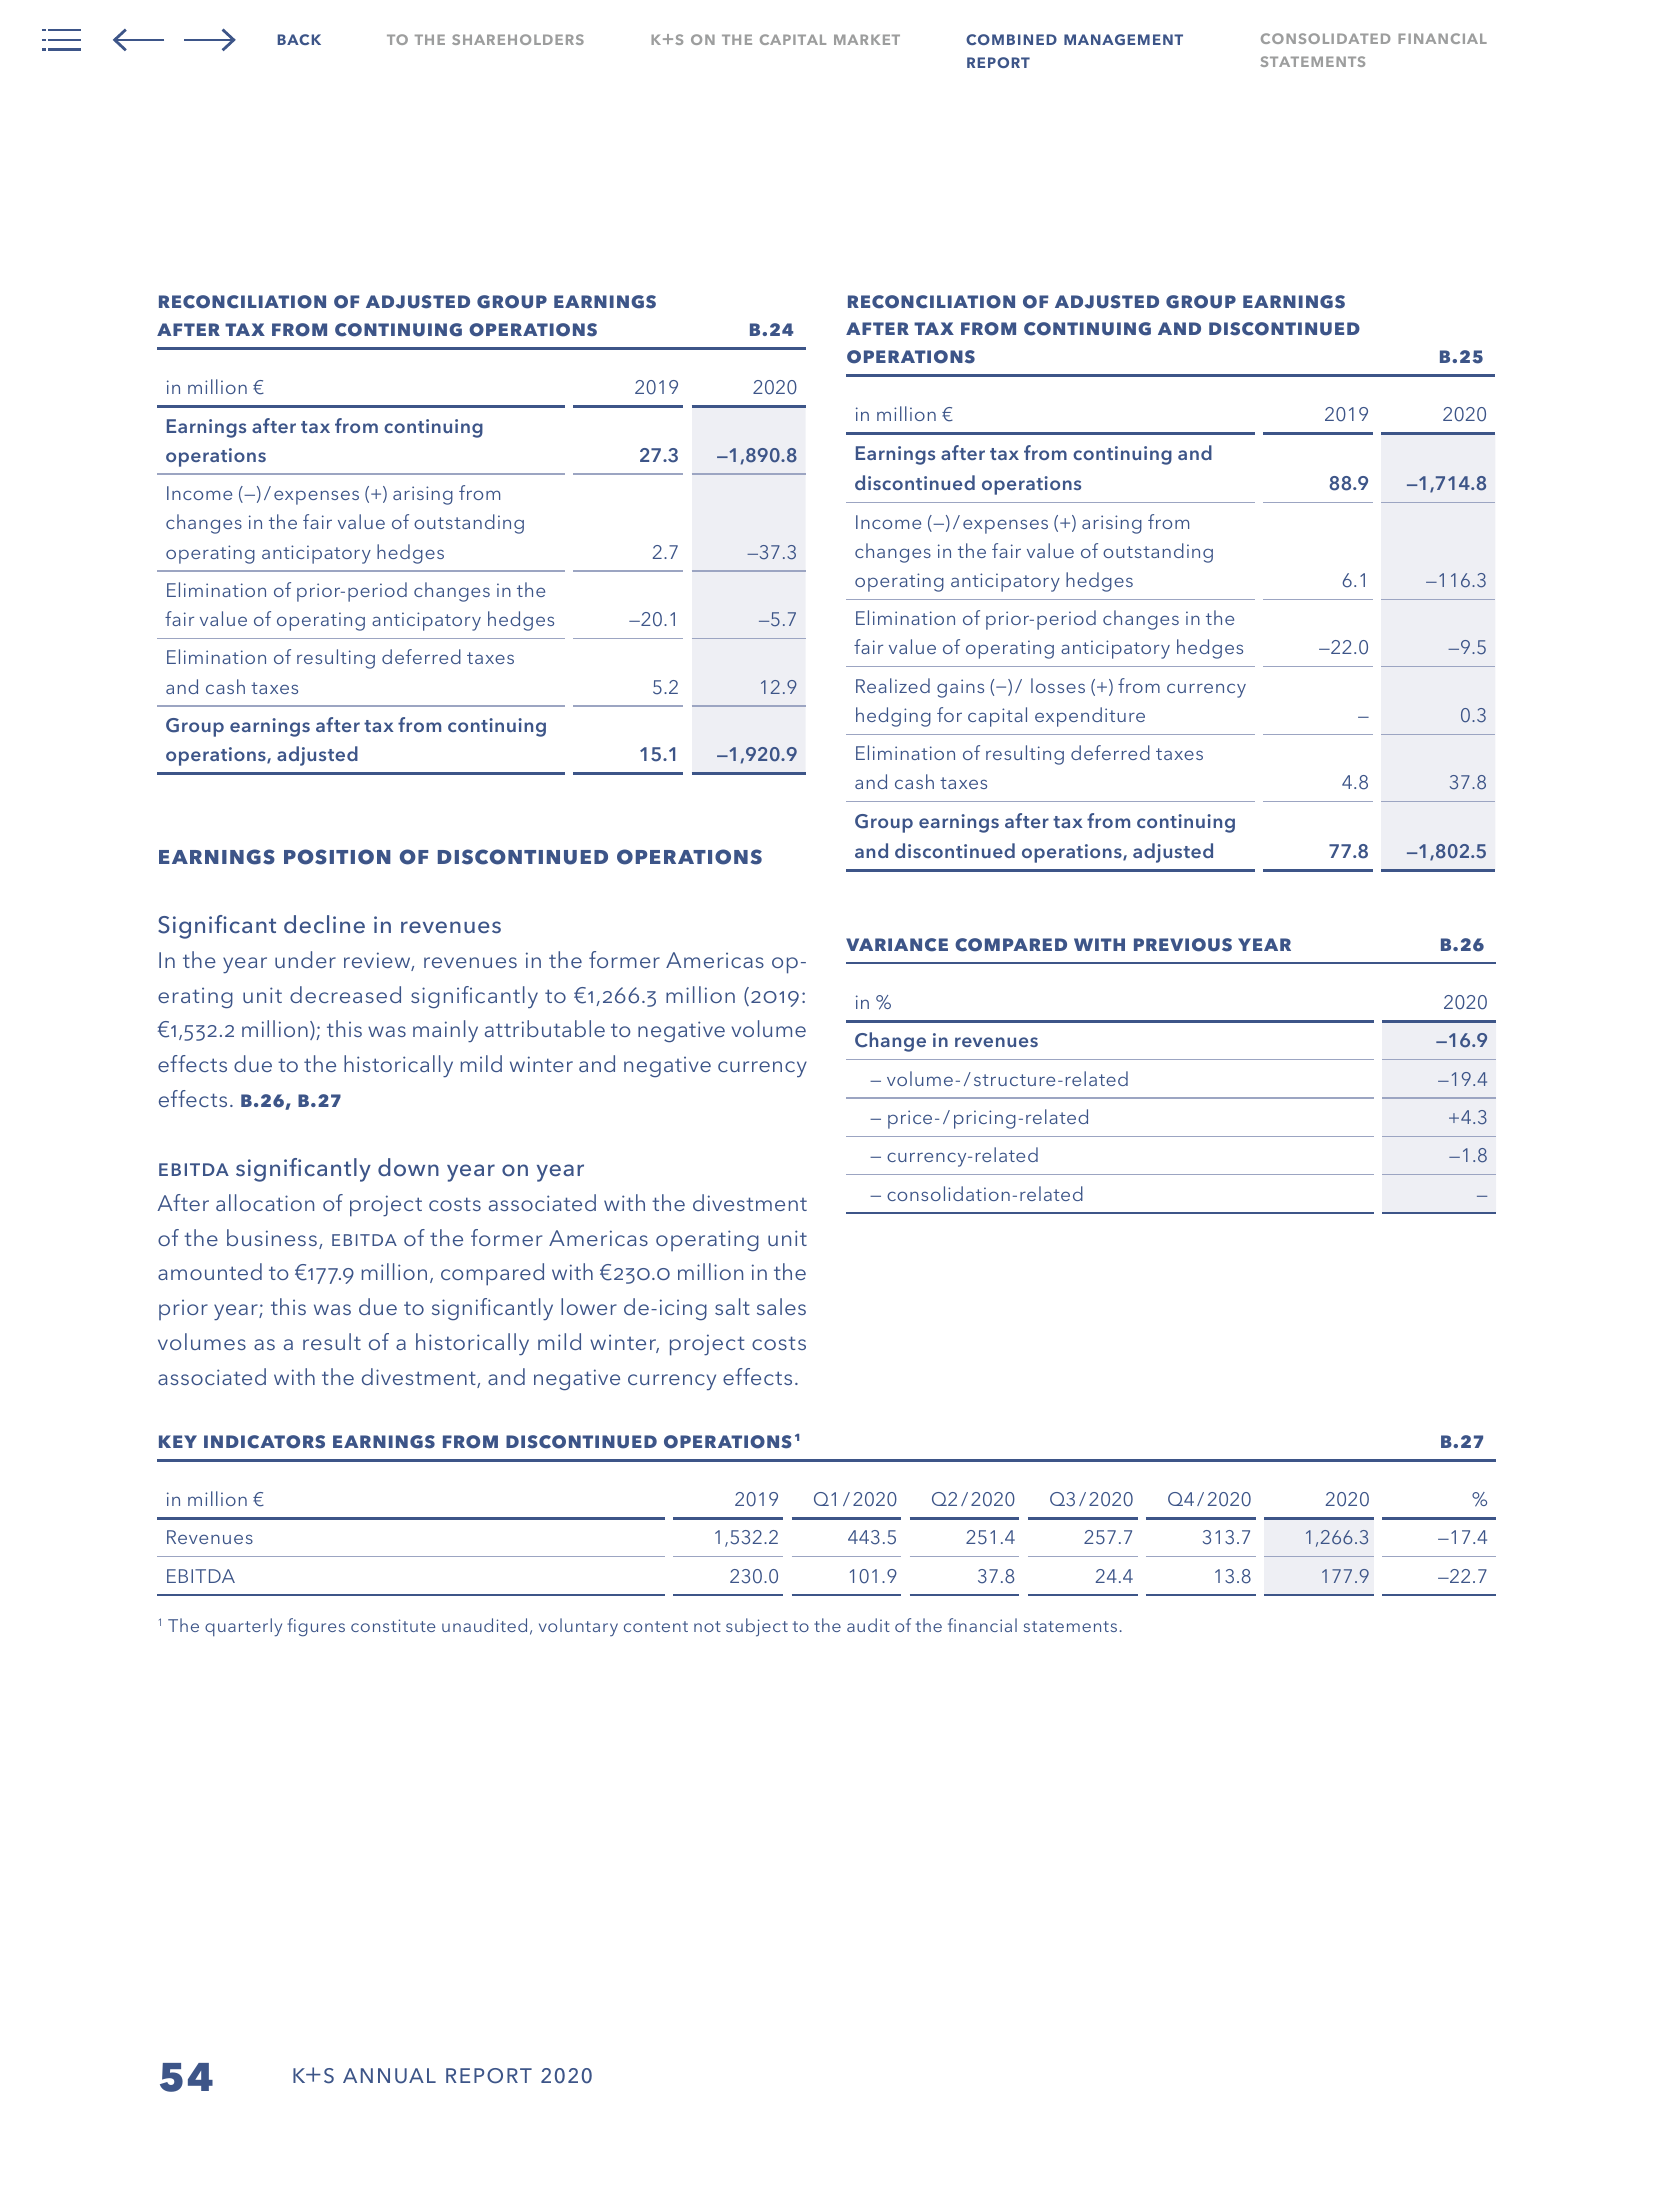 BACK
TO THE SHAREHOLDERS
K+S ON THE CAPITAL MARKET
COMBINED MANAGEMENT
REPORT
CONSOLIDATED FINANCIAL
STATEMENTS
RECONCILIATION OF ADJUSTED GROUP EARNINGS
AFTER TAX FROM CONTINUING OPERATIONS B.24
in million € 2019 2020
Earnings after tax from continuing
operations 27.3 –1,890.8
Income (–)/expenses (+) arising from
changes in the fair value of outstanding
operating anticipatory hedges 2.7 –37.3
Elimination of prior-period changes in the
fair value of operating anticipatory hedges –20.1 –5.7
Elimination of resulting deferred taxes
and cash taxes 5.2 12.9
Group earnings after tax from continuing
operations, adjusted 15.1 –1,920.9
EARNINGS POSITION OF DISCONTINUED OPERATIONS
Significant decline in revenues
In the year under review, revenues in the former Americas op-
erating unit decreased significantly to €1,266.3 million (2019:
€1,532.2 million); this was mainly attributable to negative volume
effects due to the historically mild winter and negative currency
effects. B.26, B.27
EBITDA significantly down year on year
After allocation of project costs associated with the divestment
of the business, EBITDA of the former Americas operating unit
amounted to €177.9 million, compared with €230.0 million in the
prior year; this was due to significantly lower de-icing salt sales
volumes as a result of a historically mild winter, project costs
associated with the divestment, and negative currency effects.
RECONCILIATION OF ADJUSTED GROUP EARNINGS
AFTER TAX FROM CONTINUING AND DISCONTINUED
OPERATIONS B.25
in million € 2019 2020
Earnings after tax from continuing and
discontinued operations 88.9 –1,714.8
Income (–)/expenses (+) arising from
changes in the fair value of outstanding
operating anticipatory hedges 6.1 –116.3
Elimination of prior-period changes in the
fair value of operating anticipatory hedges –22.0 –9.5
Realized gains (–)/ losses (+) from currency
hedging for capital expenditure – 0.3
Elimination of resulting deferred taxes
and cash taxes 4.8 37.8
Group earnings after tax from continuing
and discontinued operations, adjusted 77.8 –1,802.5
VARIANCE COMPARED WITH PREVIOUS YEAR B.26
in % 2020
Change in revenues –16.9
– volume-/structure-related –19.4
– price-/pricing-related +4.3
– currency-related –1.8
– consolidation-related –
KEY INDICATORS EARNINGS FROM DISCONTINUED OPERATIONS¹ B.27
in million € 2019 Q1/2020 Q2/2020 Q3/2020 Q4/2020 2020 %
Revenues 1,532.2 443.5 251.4 257.7 313.7 1,266.3 –17.4
EBITDA 230.0 101.9 37.8 24.4 13.8 177.9 –22.7
¹ The quarterly figures constitute unaudited, voluntary content not subject to the audit of the financial statements.
54 K+S ANNUAL REPORT 2020